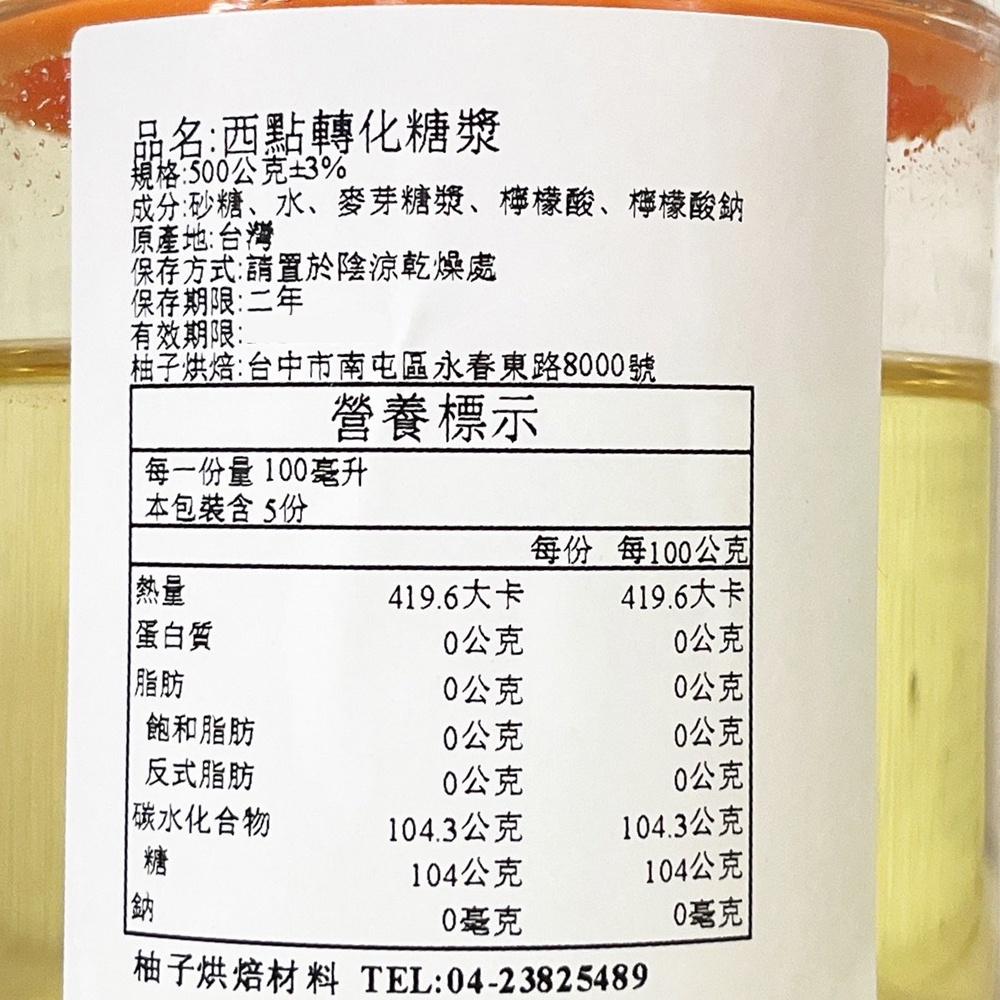 品名:西點轉化糖漿
規格:500公克±3%
成分:砂糖、水、麥芽糖漿、檸檬酸、檸檬酸鈉
原產地:台灣
保存方式:請置於陰涼乾燥處
保存期限:二年
有效期限:
柚子烘焙:台中市南屯區永春東路8000號
營養標示
每一份量 100毫升
本包裝含 5份
每份 每100公克
熱量 419.6大卡 419.6大卡
蛋白質 0公克 0公克
脂肪 0公克 0公克
飽和脂肪 0公克 0公克
反式脂肪 0公克 0公克
碳水化合物 104.3公克 104.3公克
糖 104公克 104公克
鈉 0毫克 0毫克
柚子烘焙材料 TEL:04-23825489